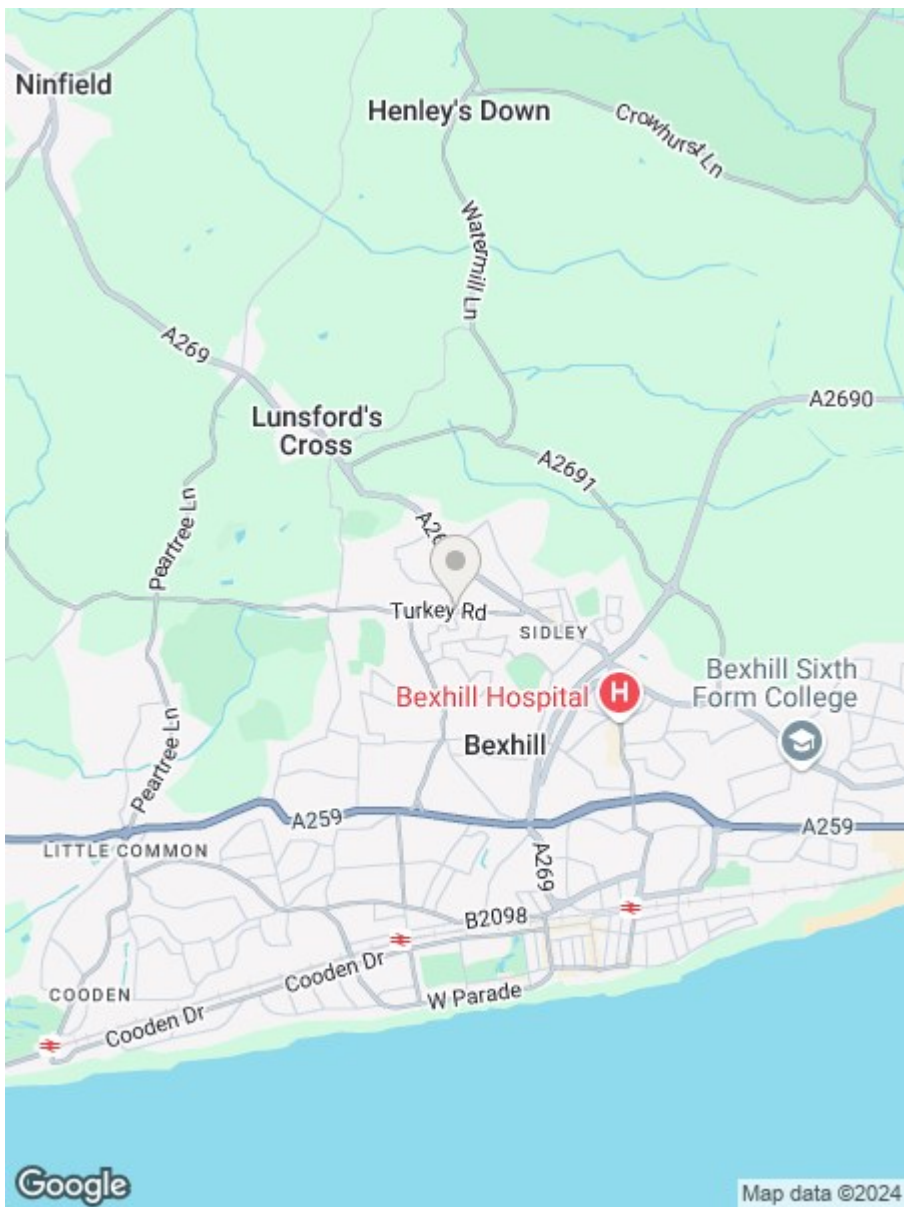 Ninfield
Henley's Down
Crowhurst Ln
Watermill Ln
A269
A2690
Lunsford's
Cross
A2691
Peartree Ln
Turkey Rd
SIDLEY
Bexhill Hospital
H
Bexhill Sixth
Form College
Peartree Ln
Bexhill
A259
A259
LITTLE COMMON
A269
B2098
Cooden Dr
W Parade
COODEN
Cooden Dr
Google
Map data ©2024